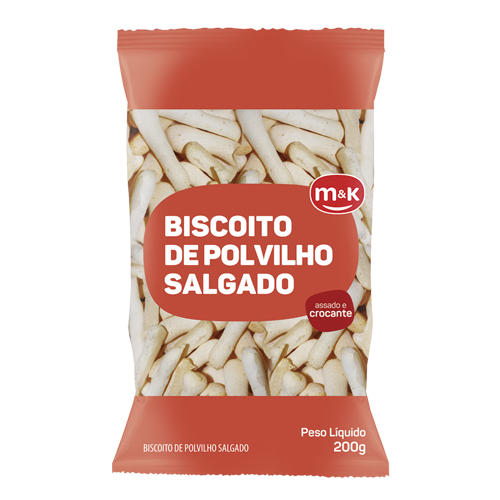 m&K
BISCOITO
DE POLVILHO
SALGADO
assado e
crocante
Peso Líquido
BISCOITO DE POLVILHO SALGADO
200g